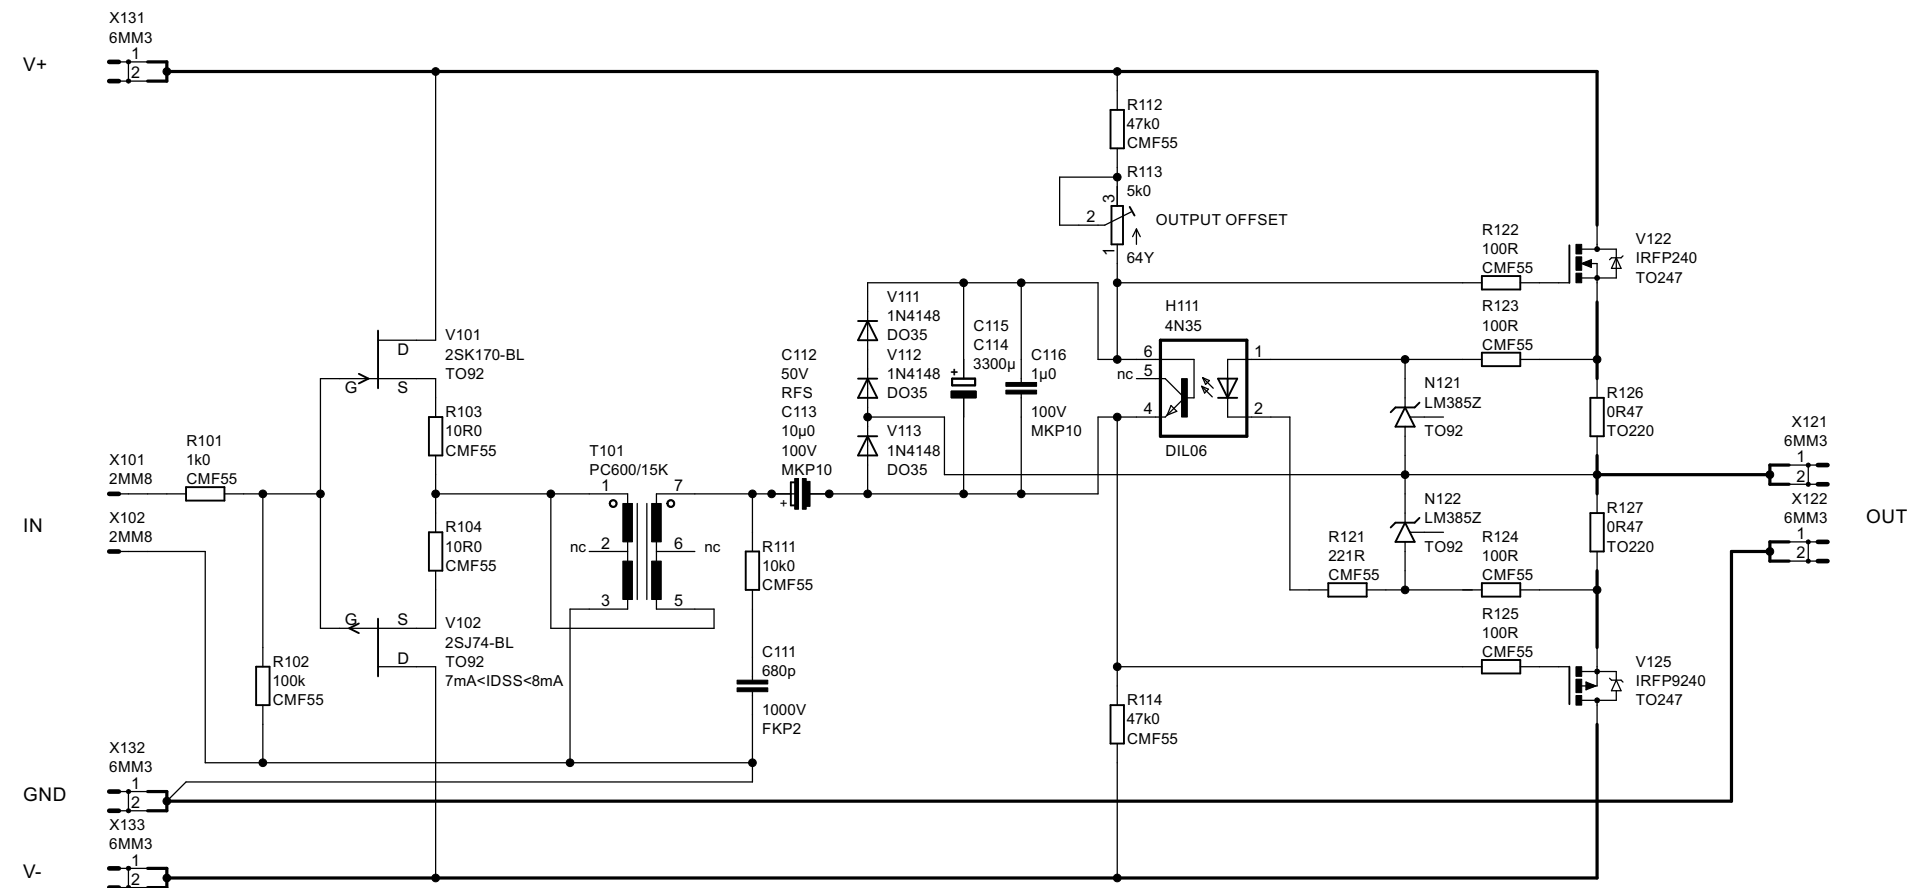 X131
6MM3
1
2
V+
R112
47k0
CMF55
R113
5k0
3
2
1
64Y
OUTPUT OFFSET
R122
100R
CMF55
V122
IRFP240
TO247
V101
2SK170-BL
TO92
D
G
S
R103
10R0
CMF55
R101
1k0
CMF55
X101
2MM8
IN
X102
2MM8
R104
10R0
CMF55
G
S
D
V102
2SJ74-BL
TO92
7mA<IDSS<8mA
R102
100k
CMF55
T101
PC600/15K
1
7
nc
2
6
nc
3
5
R111
10k0
CMF55
C111
680p
1000V
FKP2
C112
50V
RFS
C113
10µ0
100V
MKP10
+
V111
1N4148
DO35
V112
1N4148
DO35
V113
1N4148
DO35
C115
C114
3300µ
+
C116
1µ0
100V
MKP10
H111
4N35
6
nc
5
4
1
2
DIL06
R123
100R
CMF55
N121
LM385Z
TO92
R126
0R47
TO220
N122
LM385Z
TO92
R121
221R
CMF55
R124
100R
CMF55
R127
0R47
TO220
R125
100R
CMF55
V125
IRFP9240
TO247
R114
47k0
CMF55
X121
6MM3
1
2
X122
6MM3
1
2
OUT
X132
6MM3
1
2
GND
X133
6MM3
1
2
V-